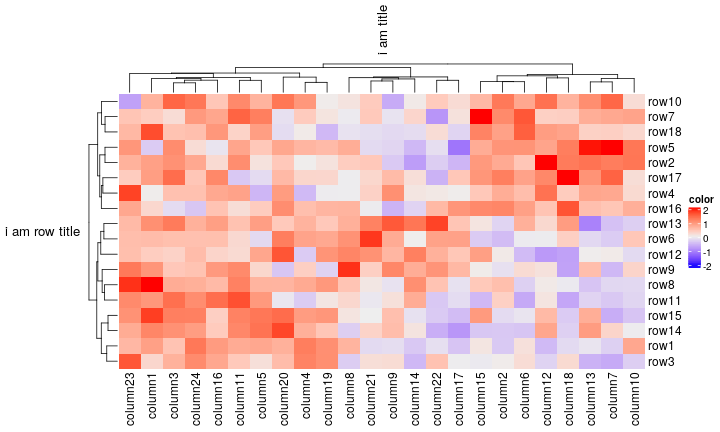 i am title
row10
row7
row18
row5
row2
row17
row4
row16
i am row title
row13
row6
row12
row9
row8
row11
row15
row14
row1
row3
color
2
1
0
-1
-2
column23
column1
column3
column24
column16
column11
column5
column20
column4
column19
column8
column21
column9
column14
column22
column17
column15
column2
column6
column12
column18
column13
column7
column10